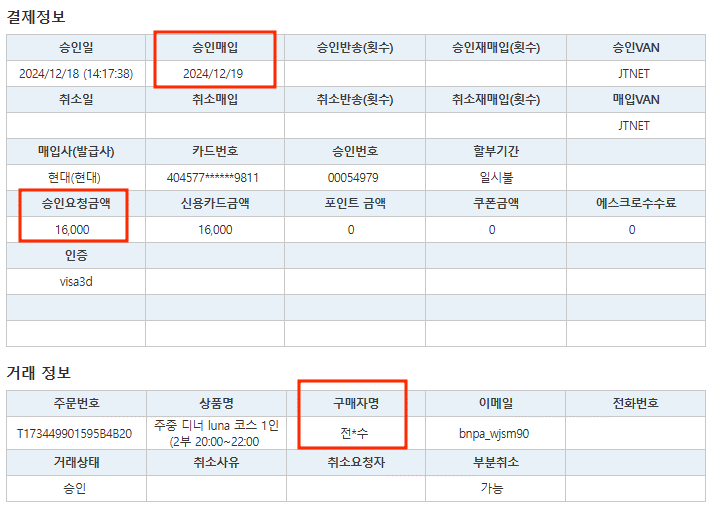 결제정보
승인일 승인매입 승인반송(횟수) 승인재매입(횟수) 승인VAN
2024/12/18 (14:17:38) 2024/12/19 JTNET
취소일 취소매입 취소반송(횟수) 취소재매입(횟수) 매입VAN
JTNET
매입사(발급사) 카드번호 승인번호 할부기간
현대(현대) 404577******9811 00054979 일시불
승인요청금액 신용카드금액 포인트 금액 쿠폰금액 에스크로수수료
16,000 16,000 0 0 0
인증
visa3d
거래 정보
주문번호 상품명 구매자명 이메일 전화번호
T173449901595B4B20 주중 디너 luna 코스 1인 전*수 bnpa_wjsm90
(2부 20:00~22:00
거래상태 취소사유 취소요청자 부분취소
승인 가능